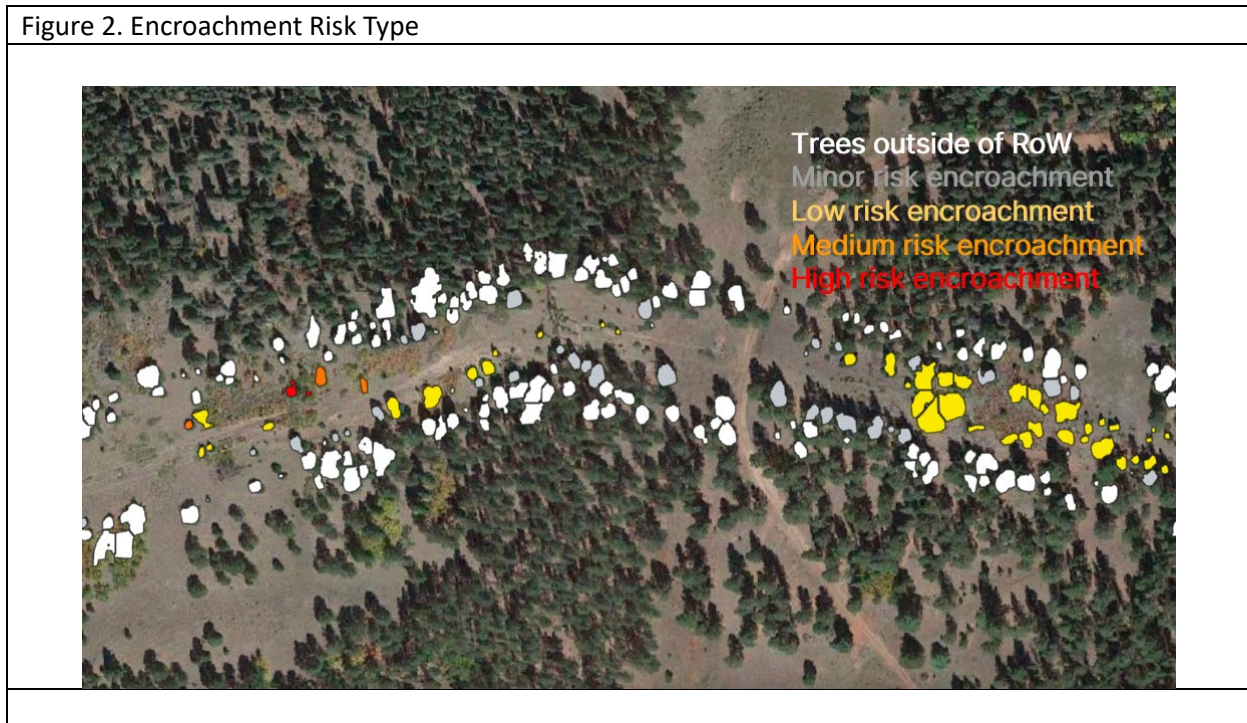 Figure 2. Encroachment Risk Type
Trees outside of RoW
Minor risk encroachment
Low risk encroachment
Medium risk encroachment
High risk encroachment